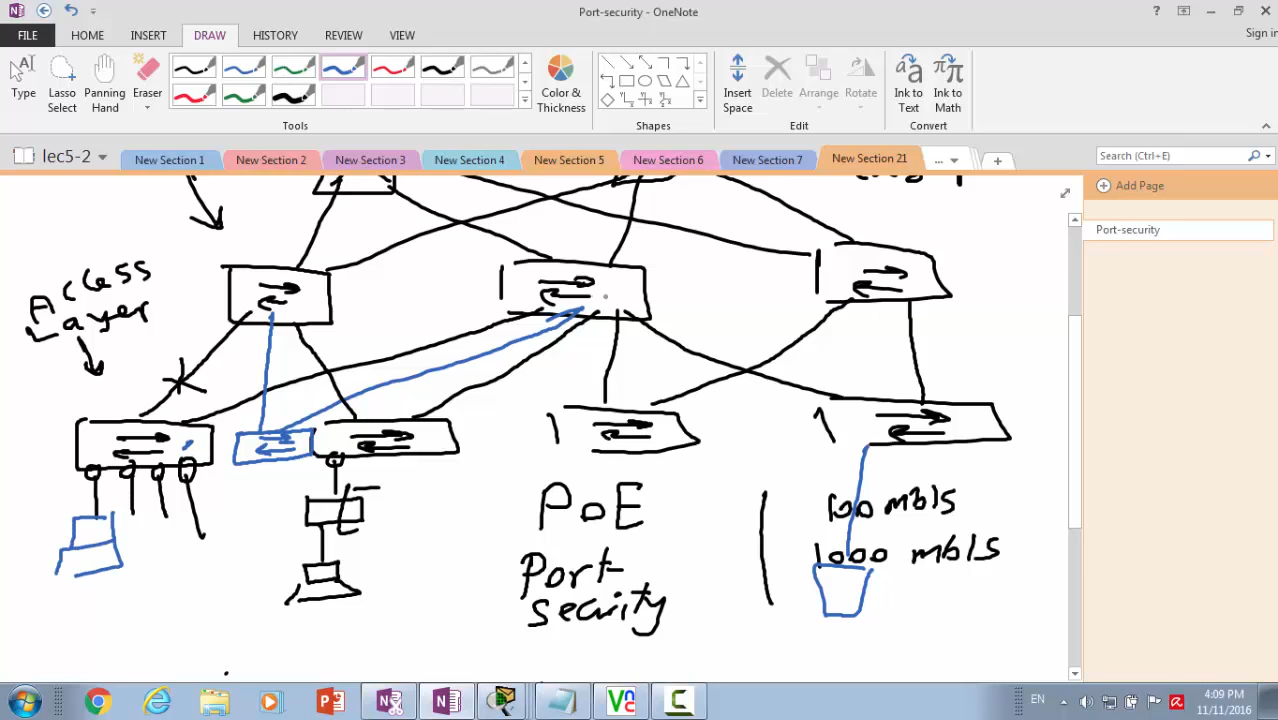 Port-security - OneNote
? 
Sign in
FILE
HOME
INSERT
DRAW
HISTORY
REVIEW
VIEW
Type
Lasso
Select
Panning
Hand
Eraser
Color &
Thickness
Insert
Space
Delete
Arrange
Rotate
Ink to
Text
Ink to
Math
Tools
Shapes
Edit
Convert
lec5-2
New Section 1
New Section 2
New Section 3
New Section 4
New Section 5
New Section 6
New Section 7
New Section 21
...
Search (Ctrl+E)
Add Page
Port-security
Access
Layer
PoE
Port-
security
100 mb/s
1000 mb/s
EN
4:09 PM
11/11/2016